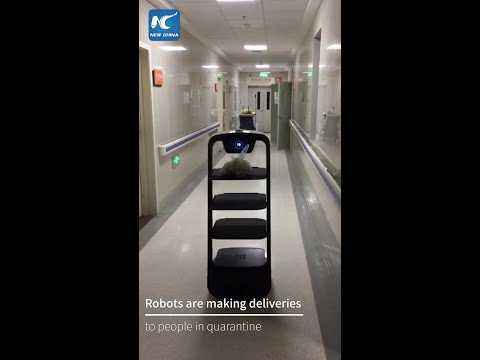 NEW CHINA
Robots are making deliveries
to people in quarantine